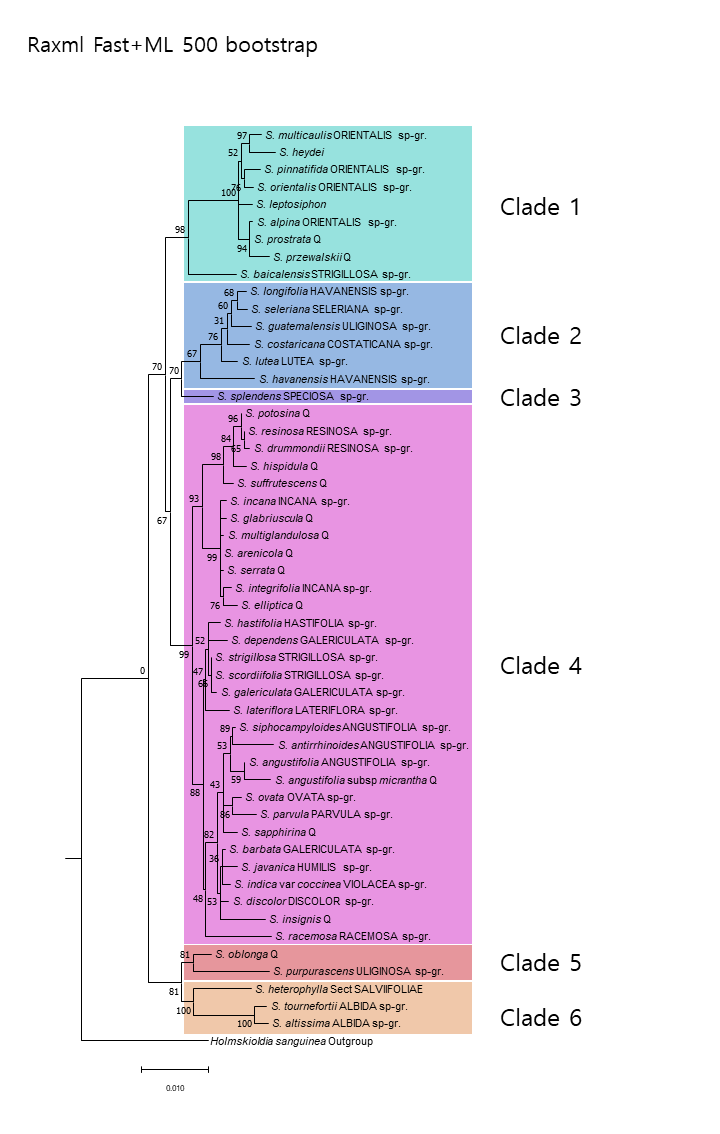 Raxml Fast+ML 500 bootstrap
97
S. multicaulis ORIENTALIS sp-gr.
52
S. heydei
S. pinnatifida ORIENTALIS sp-gr.
76
S. orientalis ORIENTALIS sp-gr.
100
S. leptosiphon
Clade 1
S. alpina ORIENTALIS sp-gr.
98
S. prostrata Q
94
S. przewalskii Q
S. baicalensis STRIGILLOSA sp-gr.
68
S. longifolia HAVANENSIS sp-gr.
60
S. seleriana SELERIANA sp-gr.
31
S. guatemalensis ULIGINOSA sp-gr.
76
S. costaricana COSTATICANA sp-gr.
Clade 2
67
S. lutea LUTEA sp-gr.
70
70
S. havanensis HAVANENSIS sp-gr.
S. splendens SPECIOSA sp-gr.
Clade 3
96
S. potosina Q
S. resinosa RESINOSA sp-gr.
84
65
S. drummondii RESINOSA sp-gr.
98
S. hispidula Q
S. suffrutescens Q
93
S. incana INCANA sp-gr.
67
S. glabriuscula Q
S. multiglandulosa Q
99
S. arenicola Q
S. serrata Q
S. integrifolia INCANA sp-gr.
76
S. elliptica Q
S. hastifolia HASTIFOLIA sp-gr.
52
S. dependens GALERICULATA sp-gr.
99
S. strigillosa STRIGILLOSA sp-gr.
Clade 4
0
47
S. scordiifolia STRIGILLOSA sp-gr.
66
S. galericulata GALERICULATA sp-gr.
S. lateriflora LATERIFLORA sp-gr.
89
S. siphocampyloides ANGUSTIFOLIA sp-gr.
53
S. antirrhinoides ANGUSTIFOLIA sp-gr.
S. angustifolia ANGUSTIFOLIA sp-gr.
59
S. angustifolia subsp micrantha Q
43
88
S. ovata OVATA sp-gr.
86
S. parvula PARVULA sp-gr.
82
S. sapphirina Q
S. barbata GALERICULATA sp-gr.
36
S. javanica HUMILIS sp-gr.
S. indica var coccinea VIOLACEA sp-gr.
48
53
S. discolor DISCOLOR sp-gr.
S. insignis Q
S. racemosa RACEMOSA sp-gr.
81
S. oblonga Q
Clade 5
S. purpurascens ULIGINOSA sp-gr.
81
S. heterophylla Sect SALVIIFOLIAE
100
S. tournefortii ALBIDA sp-gr.
Clade 6
100
S. altissima ALBIDA sp-gr.
Holmskioldia sanguinea Outgroup
0.010